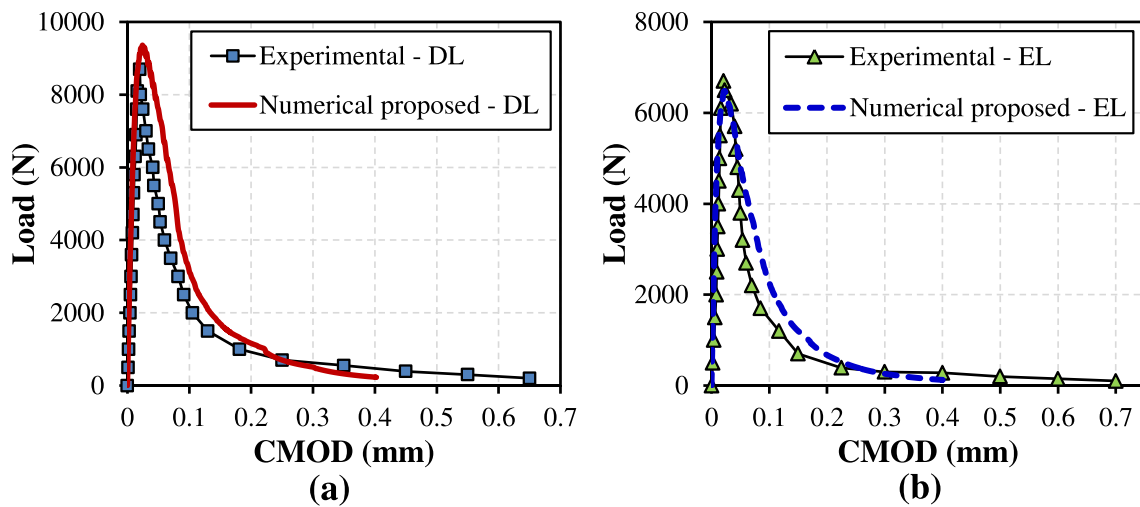 10000
8000
6000
4000
2000
0
Load (N)
Experimental - DL
Numerical proposed - DL
0 0.1 0.2 0.3 0.4 0.5 0.6 0.7
CMOD (mm)
(a)
8000
6000
4000
2000
0
Load (N)
Experimental - EL
Numerical proposed - EL
0 0.1 0.2 0.3 0.4 0.5 0.6 0.7
CMOD (mm)
(b)